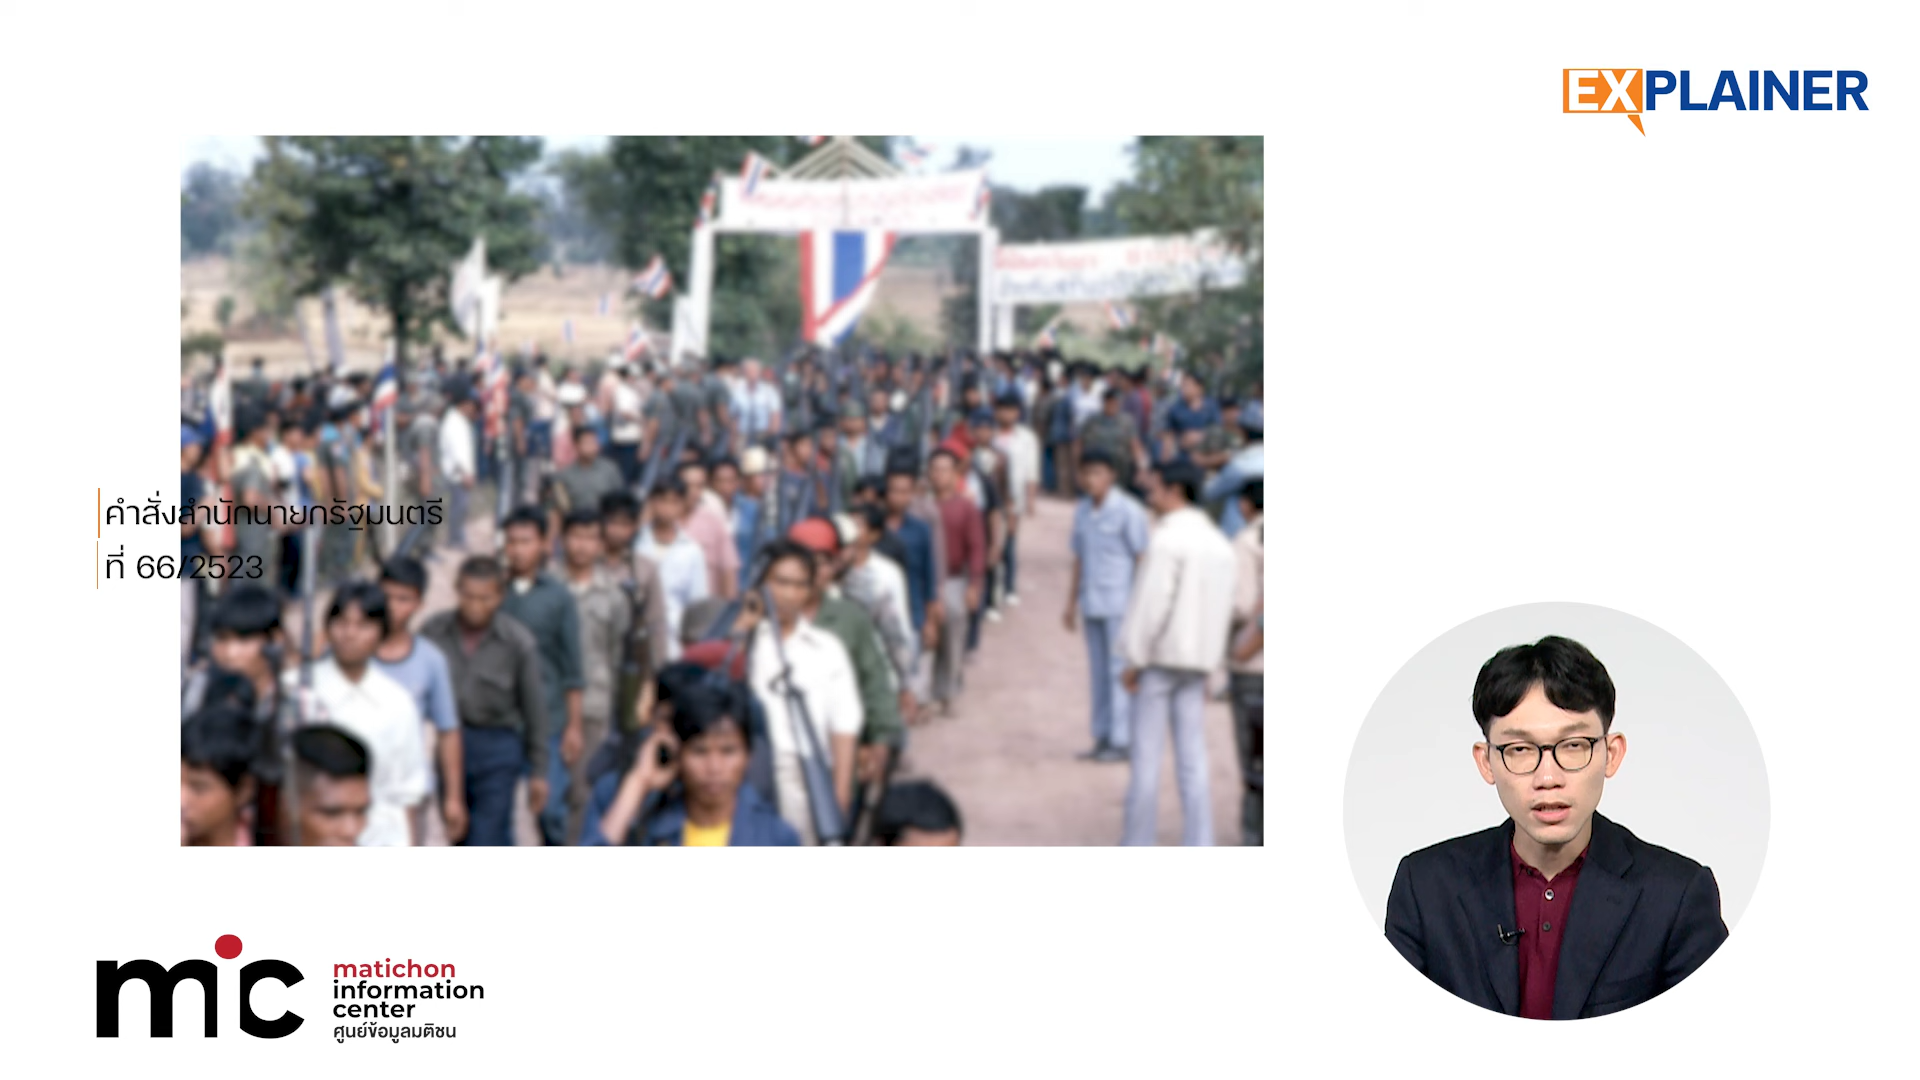 EXPLAINER
คำสั่งสำนักนายกรัฐมนตรี
ที่ 66/2523
mic
matichon
information
center
ศูนย์ข้อมูลมติชน